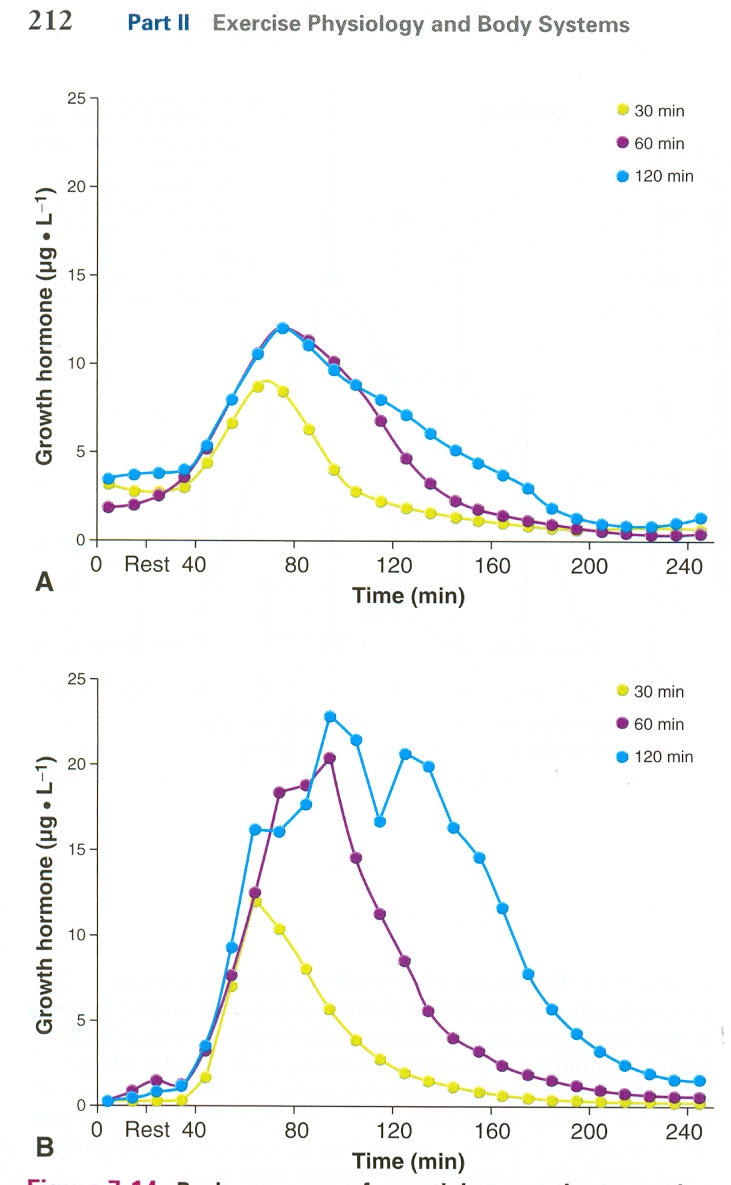 212 Part II Exercise Physiology and Body Systems
25
30 min
60 min
120 min
20
15
10
5
0
Growth hormone (µg • L⁻¹)
0 Rest 40 80 120 160 200 240
A
Time (min)
25
30 min
60 min
120 min
20
15
10
5
0
Growth hormone (µg • L⁻¹)
0 Rest 40 80 120 160 200 240
B
Time (min)